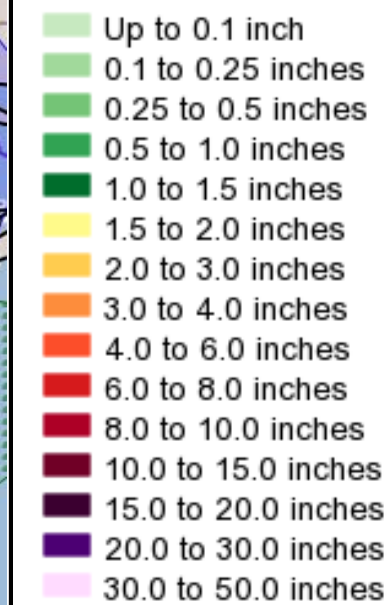 Up to 0.1 inch
0.1 to 0.25 inches
0.25 to 0.5 inches
0.5 to 1.0 inches
1.0 to 1.5 inches
1.5 to 2.0 inches
2.0 to 3.0 inches
3.0 to 4.0 inches
4.0 to 6.0 inches
6.0 to 8.0 inches
8.0 to 10.0 inches
10.0 to 15.0 inches
15.0 to 20.0 inches
20.0 to 30.0 inches
30.0 to 50.0 inches